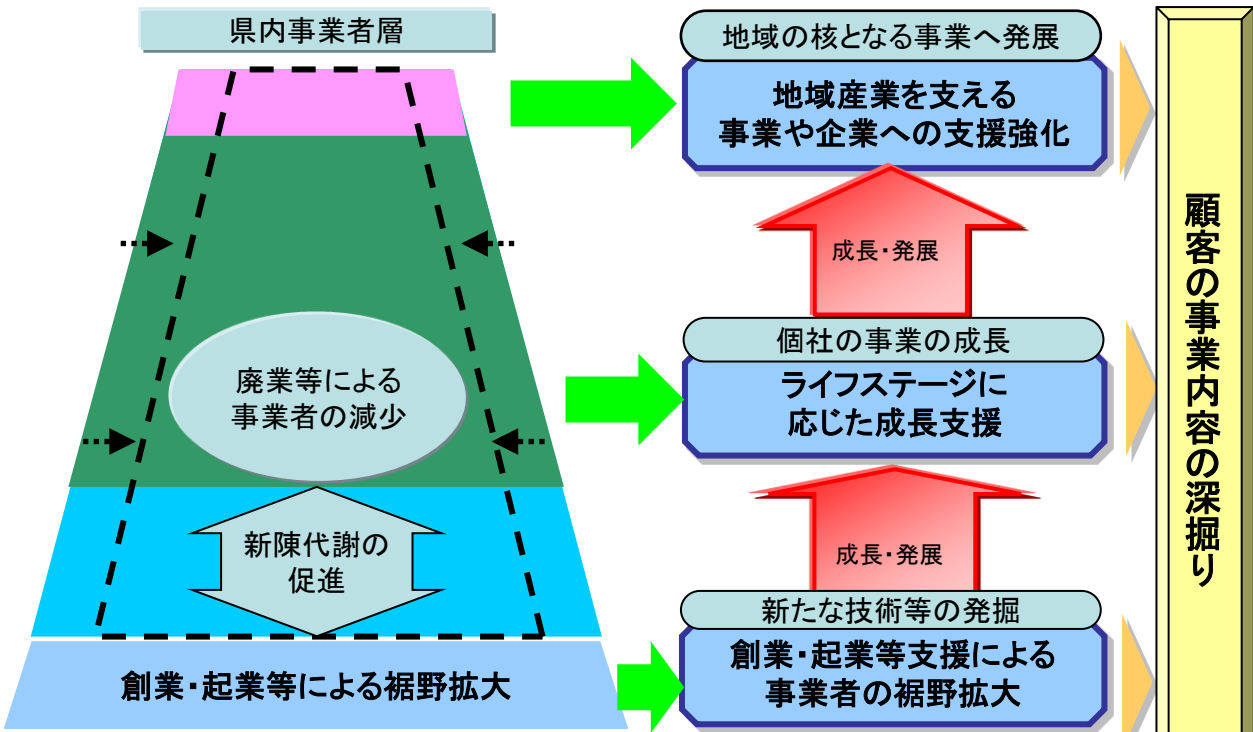 県内事業者層
廃業等による
事業者の減少
新陳代謝の
促進
創業・起業等による裾野拡大
地域の核となる事業へ発展
地域産業を支える
事業や企業への支援強化
成長・発展
個社の事業の成長
ライフステージに
応じた成長支援
成長・発展
新たな技術等の発掘
創業・起業等支援による
事業者の裾野拡大
顧客の事業内容の深掘り